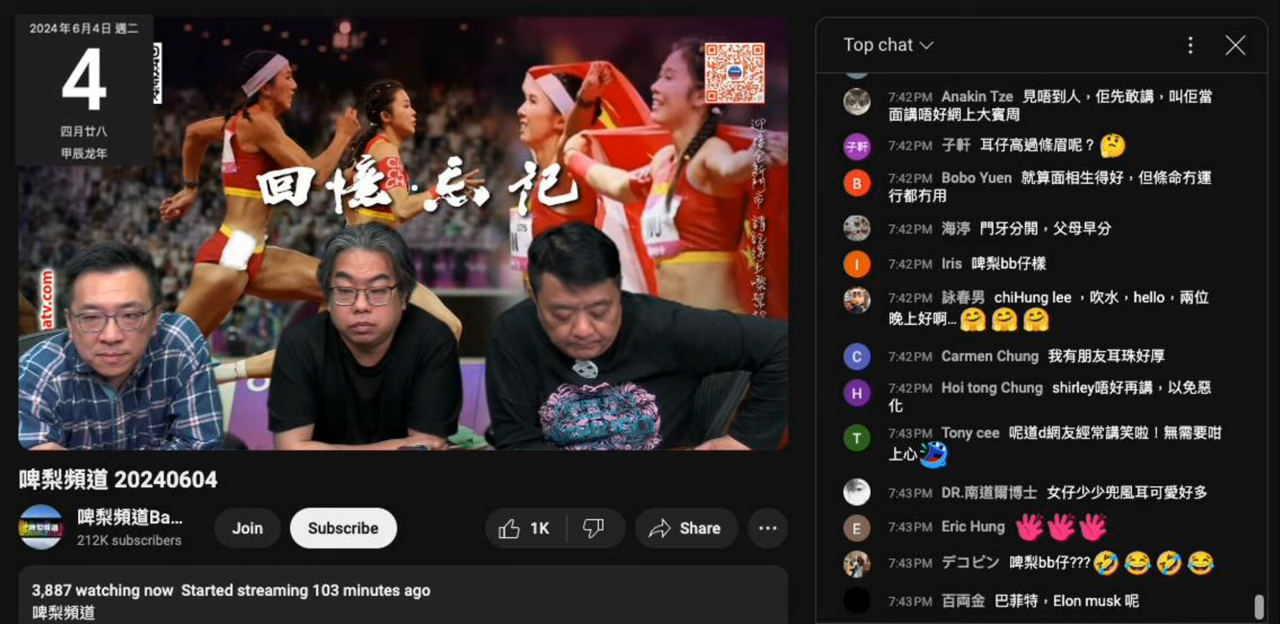 2024年6月4日 週二
4
四月廿八
甲辰龙年
回憶·忘記
atv.com
啤梨頻道 20240604
啤梨頻道
啤梨頻道Ba...
212K subscribers
Join
Subscribe
1K
Share
3,887 watching now Started streaming 103 minutes ago
啤梨頻道
Top chat
7:42PM Anakin Tze 見唔到人，佢先敢講，叫佢當
面講唔好網上大賓周
子軒
7:42PM 子軒 耳仔高過條眉呢？🤔
B
7:42PM Bobo Yuen 就算面相生得好，但條命冇運
行都冇用
7:42PM 海渟 門牙分開，父母早分
I
7:42PM Iris 啤梨bb仔樣
7:42PM 詠春男 chiHung lee ，吹水，hello，兩位
晚上好啊...🤗🤗🤗
C
7:42PM Carmen Chung 我有朋友耳珠好厚
H
7:42PM Hoi tong Chung shirley唔好再講，以免惡
化
T
7:43PM Tony cee 呢道d網友經常講笑啦！無需要咁
上心
7:43PM DR.南道爾博士 女仔少少兜風耳可愛好多
E
7:43PM Eric Hung
7:43PM デコピン 啤梨bb仔???🤣😂🤣😂
7:43PM 百両金 巴菲特，Elon musk 呢